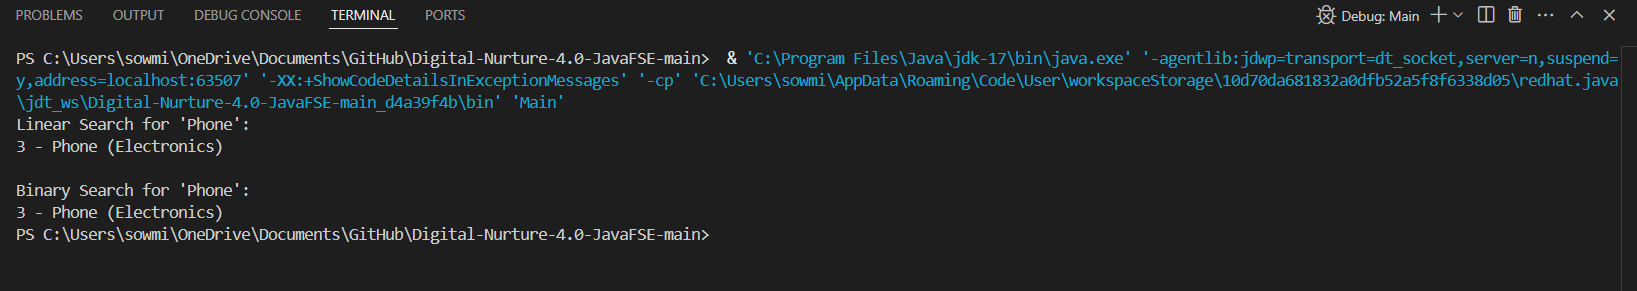 PROBLEMS OUTPUT DEBUG CONSOLE TERMINAL PORTS Debug: Main
PS C:\Users\sowmi\OneDrive\Documents\GitHub\Digital-Nurture-4.0-JavaFSE-main>  & 'C:\Program Files\Java\jdk-17\bin\java.exe' '-agentlib:jdwp=transport=dt_socket,server=n,suspend=
y,address=localhost:63507' '-XX:+ShowCodeDetailsInExceptionMessages' '-cp' 'C:\Users\sowmi\AppData\Roaming\Code\User\workspaceStorage\10d70da681832a0dfb52a5f8f6338d05\redhat.java
\jdt_ws\Digital-Nurture-4.0-JavaFSE-main_d4a39f4b\bin' 'Main'
Linear Search for 'Phone':
3 - Phone (Electronics)
Binary Search for 'Phone':
3 - Phone (Electronics)
PS C:\Users\sowmi\OneDrive\Documents\GitHub\Digital-Nurture-4.0-JavaFSE-main>